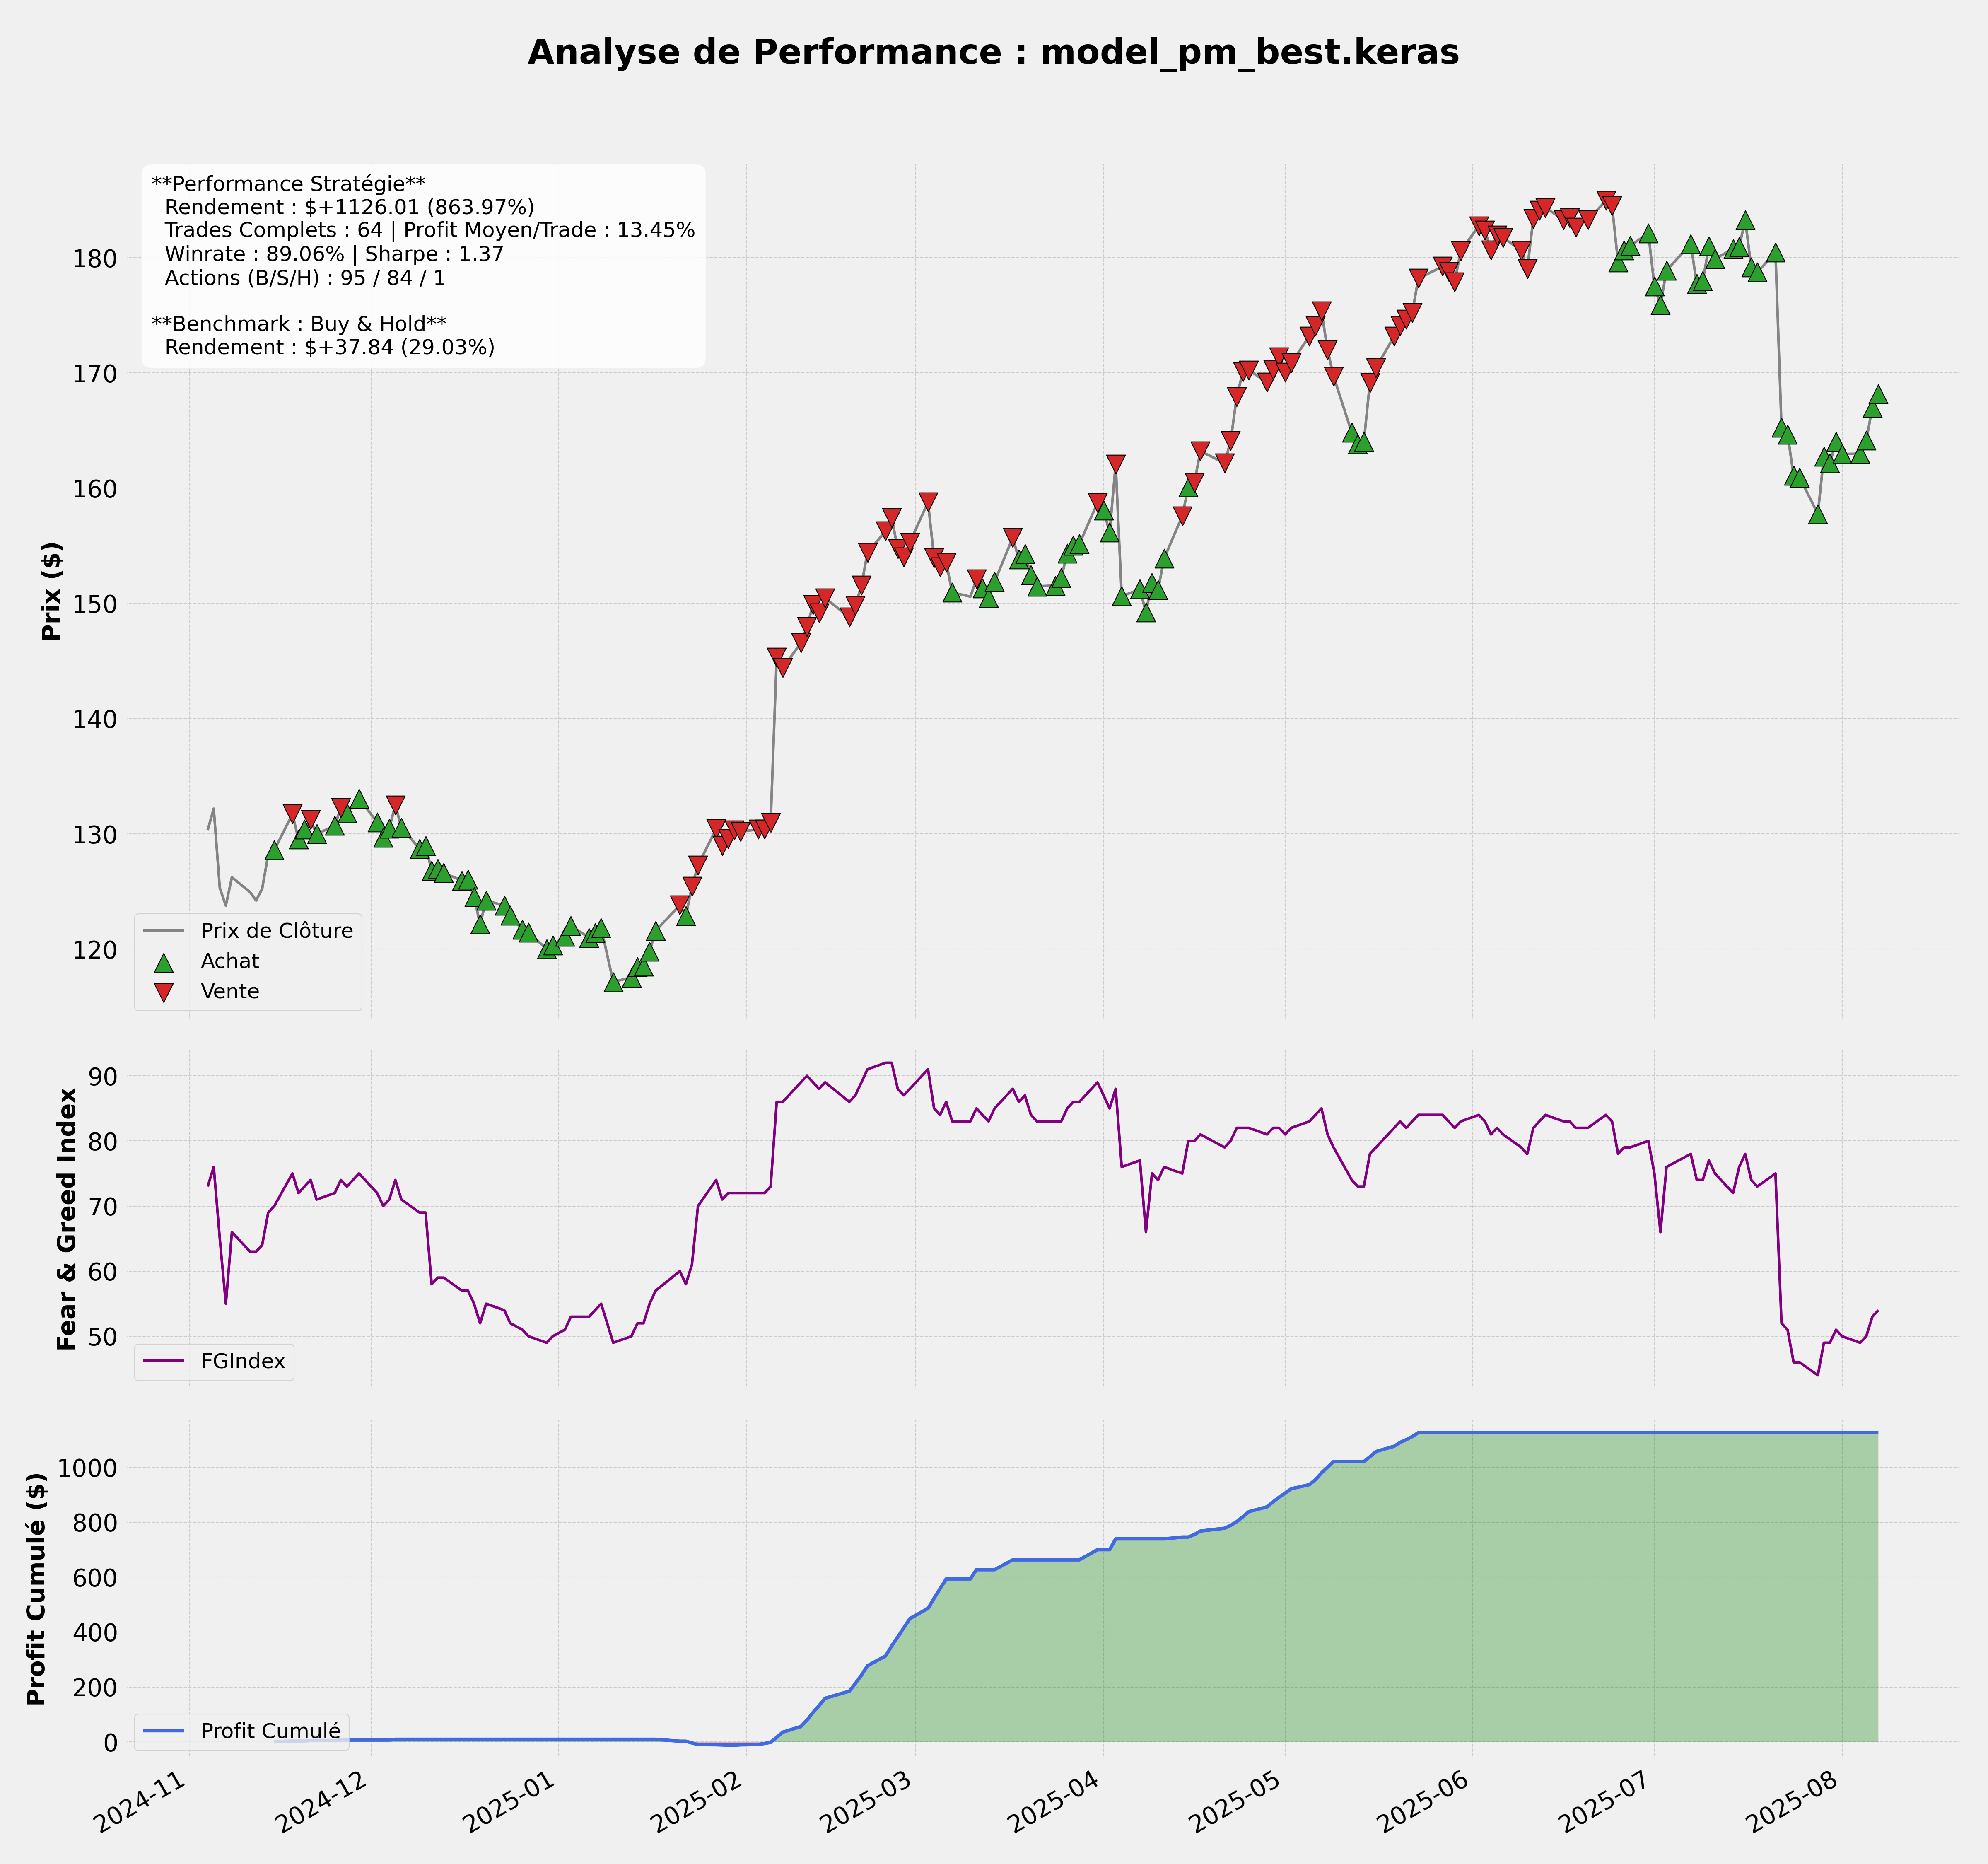 Analyse de Performance : model_pm_best.keras
**Performance Stratégie**
Rendement : $+1126.01 (863.97%)
Trades Complets : 64 | Profit Moyen/Trade : 13.45%
Winrate : 89.06% | Sharpe : 1.37
Actions (B/S/H) : 95 / 84 / 1
**Benchmark : Buy & Hold**
Rendement : $+37.84 (29.03%)
Prix ($)
180
170
160
150
140
130
120
Prix de Clôture
Achat
Vente
Fear & Greed Index
90
80
70
60
50
FGIndex
Profit Cumulé ($)
1000
800
600
400
200
0
Profit Cumulé
2024-11
2024-12
2025-01
2025-02
2025-03
2025-04
2025-05
2025-06
2025-07
2025-08